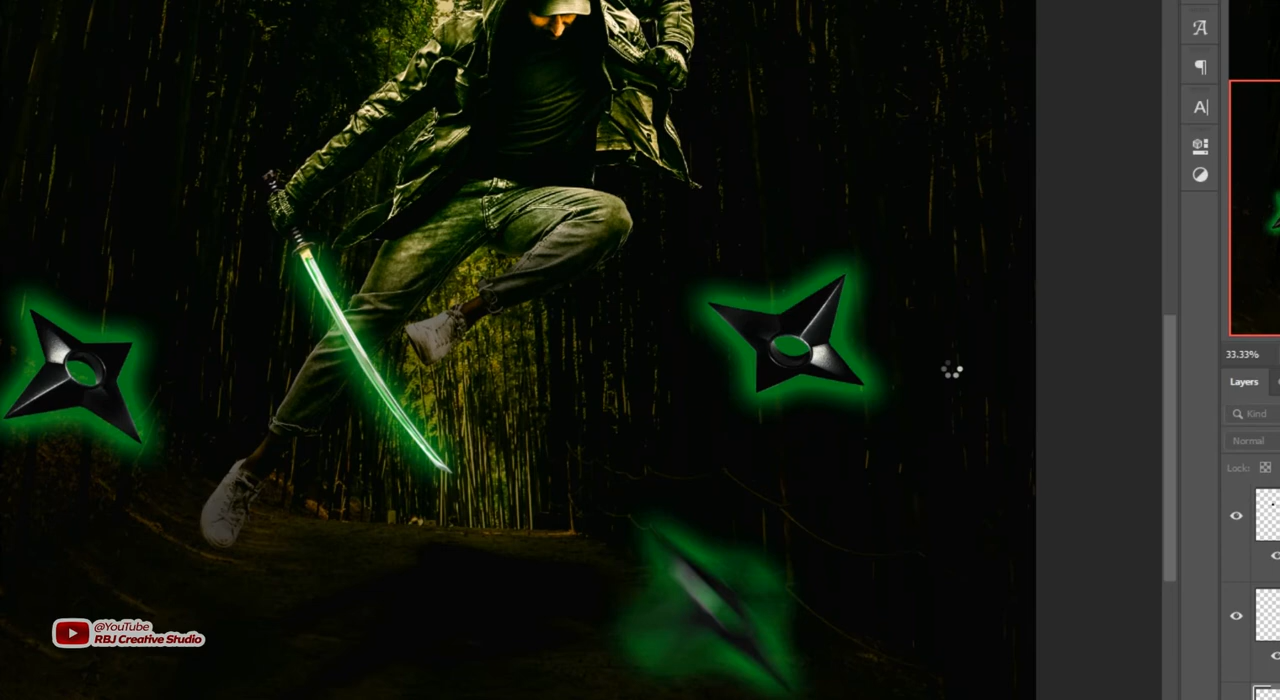 A
A|
33.33%
Layers
Kind
Normal
Lock:
@YouTube
RBJ Creative Studio